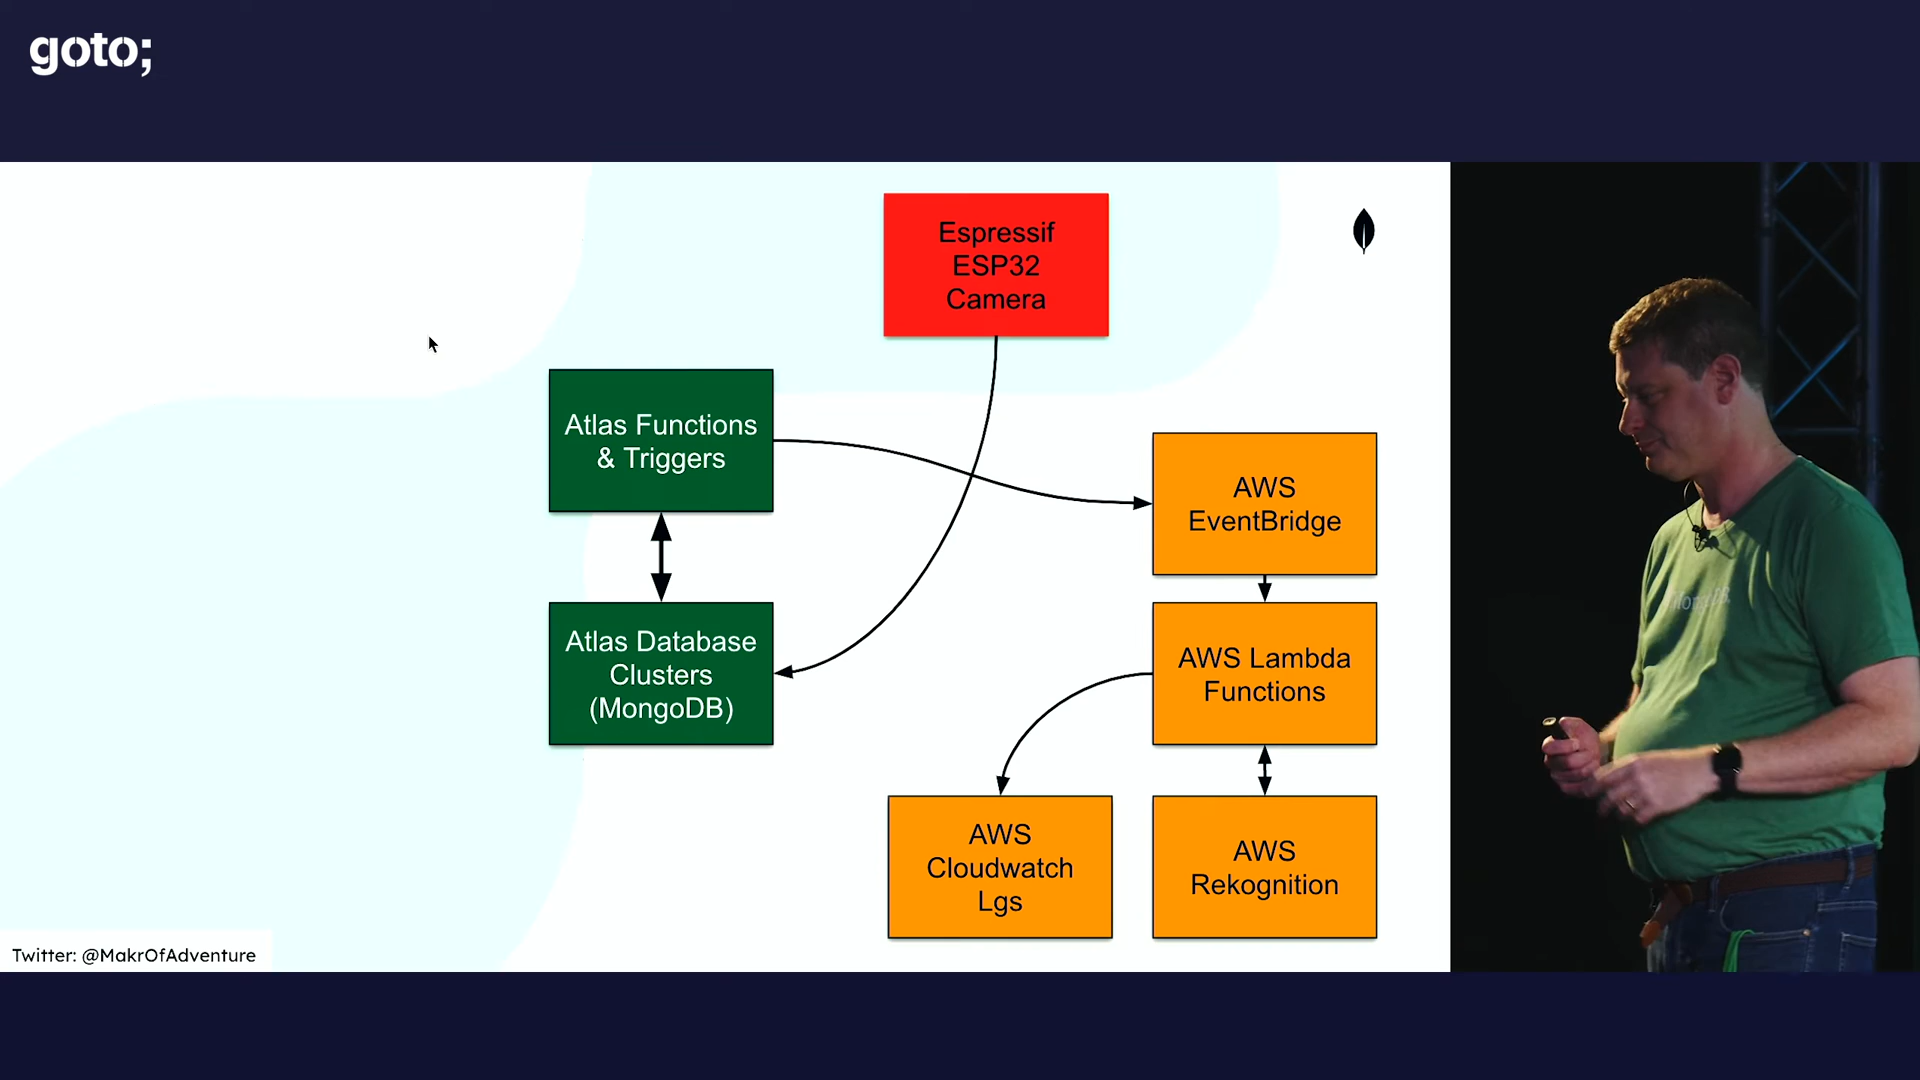 goto;
Espressif
ESP32
Camera
Atlas Functions
& Triggers
AWS
EventBridge
Atlas Database
Clusters
(MongoDB)
AWS Lambda
Functions
AWS
Cloudwatch
Lgs
AWS
Rekognition
Twitter: @MakrOfAdventure
MongoDB.